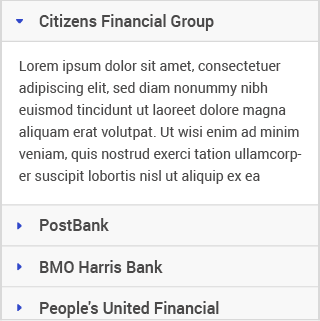 Citizens Financial Group
Lorem ipsum dolor sit amet, consectetuer
adipiscing elit, sed diam nonummy nibh
euismod tincidunt ut laoreet dolore magna
aliquam erat volutpat. Ut wisi enim ad minim
veniam, quis nostrud exerci tation ullamcorp-
er suscipit lobortis nisl ut aliquip ex ea
PostBank
BMO Harris Bank
People's United Financial